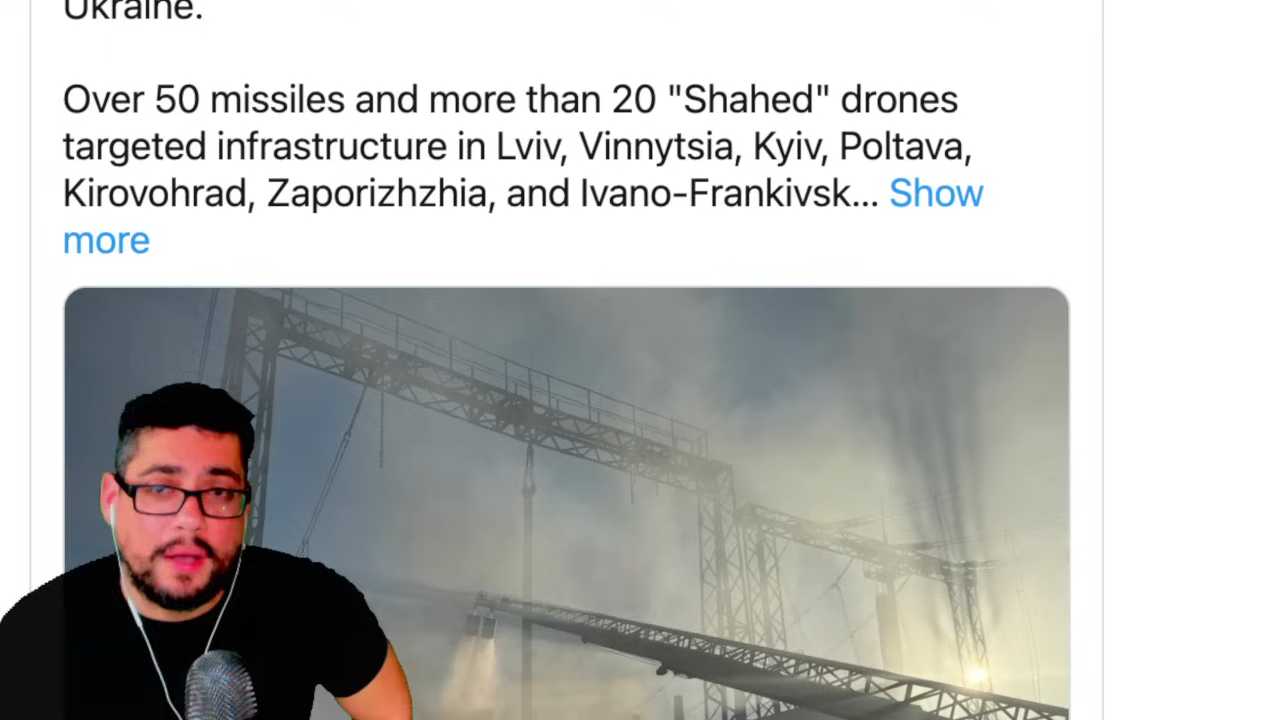 Ukraine.
Over 50 missiles and more than 20 "Shahed" drones
targeted infrastructure in Lviv, Vinnytsia, Kyiv, Poltava,
Kirovohrad, Zaporizhzhia, and Ivano-Frankivsk... Show
more